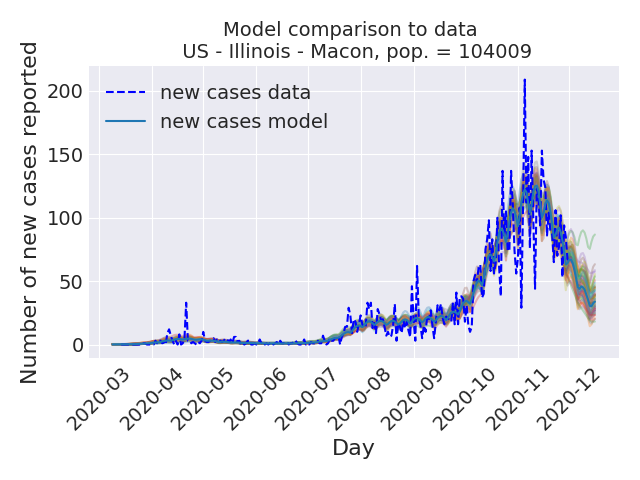 Model comparison to data
US - Illinois - Macon, pop. = 104009
Number of new cases reported
200
150
100
50
0
new cases data
new cases model
2020-03
2020-04
2020-05
2020-06
2020-07
2020-08
2020-09
2020-10
2020-11
2020-12
Day